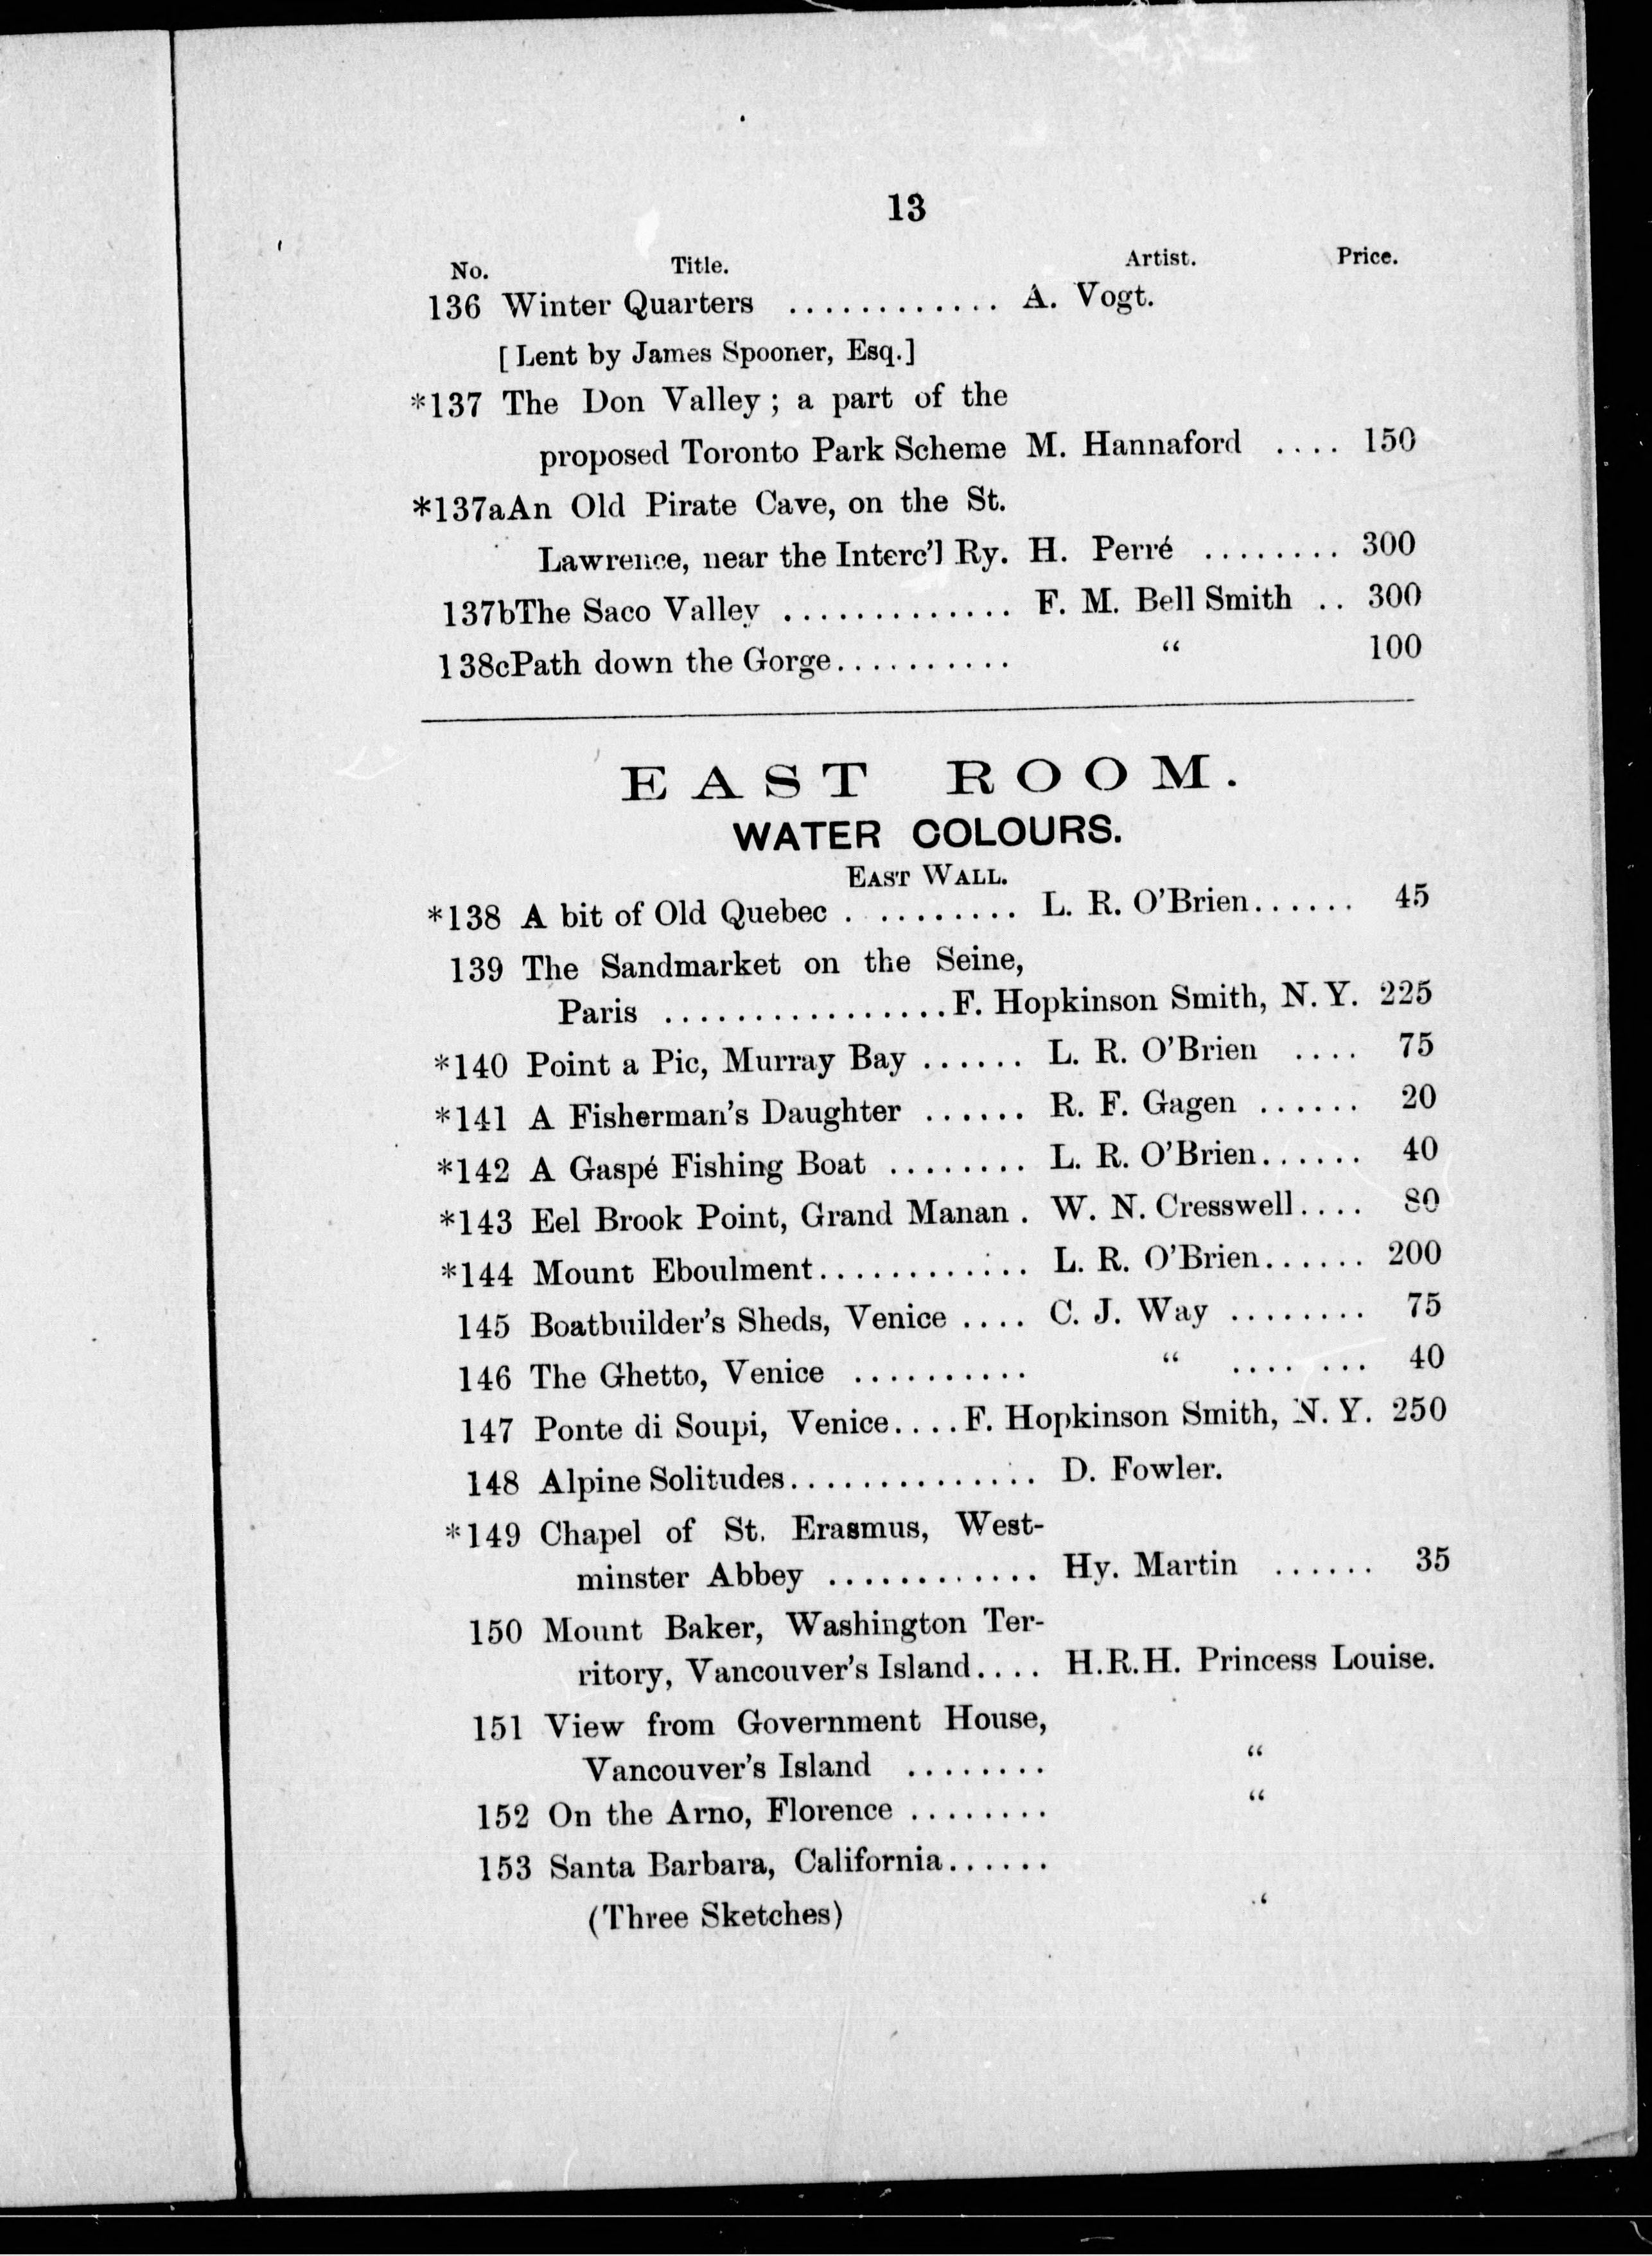 13
No. Title. Artist. Price.
136 Winter Quarters ............ A. Vogt.
[Lent by James Spooner, Esq.]
*137 The Don Valley; a part of the
proposed Toronto Park Scheme M. Hannaford .... 150
*137aAn Old Pirate Cave, on the St.
Lawrence, near the Interc'l Ry. H. Perré ........ 300
137bThe Saco Valley ............. F. M. Bell Smith .. 300
138cPath down the Gorge.......... “ 100
EAST ROOM.
WATER COLOURS.
EAST WALL.
*138 A bit of Old Quebec . ........ L. R. O'Brien...... 45
139 The Sandmarket on the Seine,
Paris ................F. Hopkinson Smith, N. Y. 225
*140 Point a Pic, Murray Bay ...... L. R. O'Brien .... 75
*141 A Fisherman's Daughter ...... R. F. Gagen ...... 20
*142 A Gaspé Fishing Boat ........ L. R. O'Brien...... 40
*143 Eel Brook Point, Grand Manan . W. N. Cresswell.... 80
*144 Mount Eboulment............ L. R. O'Brien...... 200
145 Boatbuilder's Sheds, Venice .... C. J. Way ........ 75
146 The Ghetto, Venice .......... “ .... ... 40
147 Ponte di Soupi, Venice....F. Hopkinson Smith, N. Y. 250
148 Alpine Solitudes.............. D. Fowler.
*149 Chapel of St. Erasmus, West-
minster Abbey ............ Hy. Martin ...... 35
150 Mount Baker, Washington Ter-
ritory, Vancouver's Island.... H.R.H. Princess Louise.
151 View from Government House,
Vancouver's Island ........ “
152 On the Arno, Florence ........ “
153 Santa Barbara, California......
(Three Sketches) “